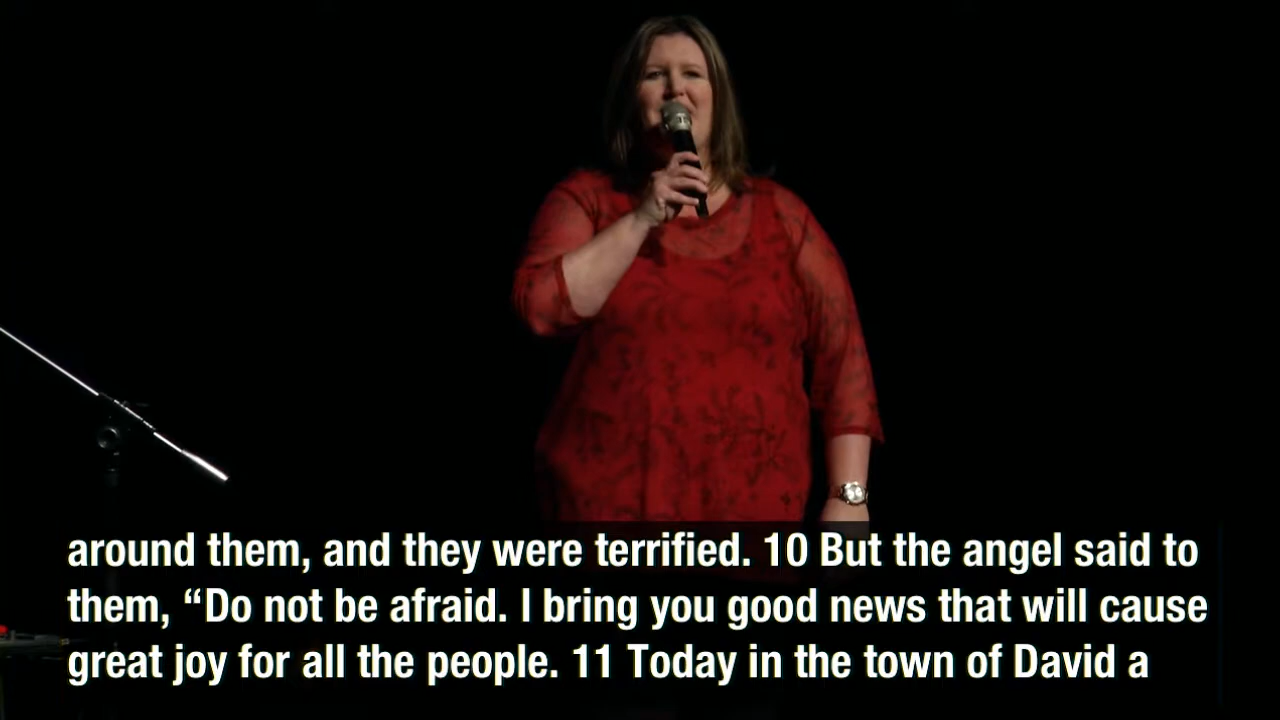 around them, and they were terrified. 10 But the angel said to
them, “Do not be afraid. I bring you good news that will cause
great joy for all the people. 11 Today in the town of David a